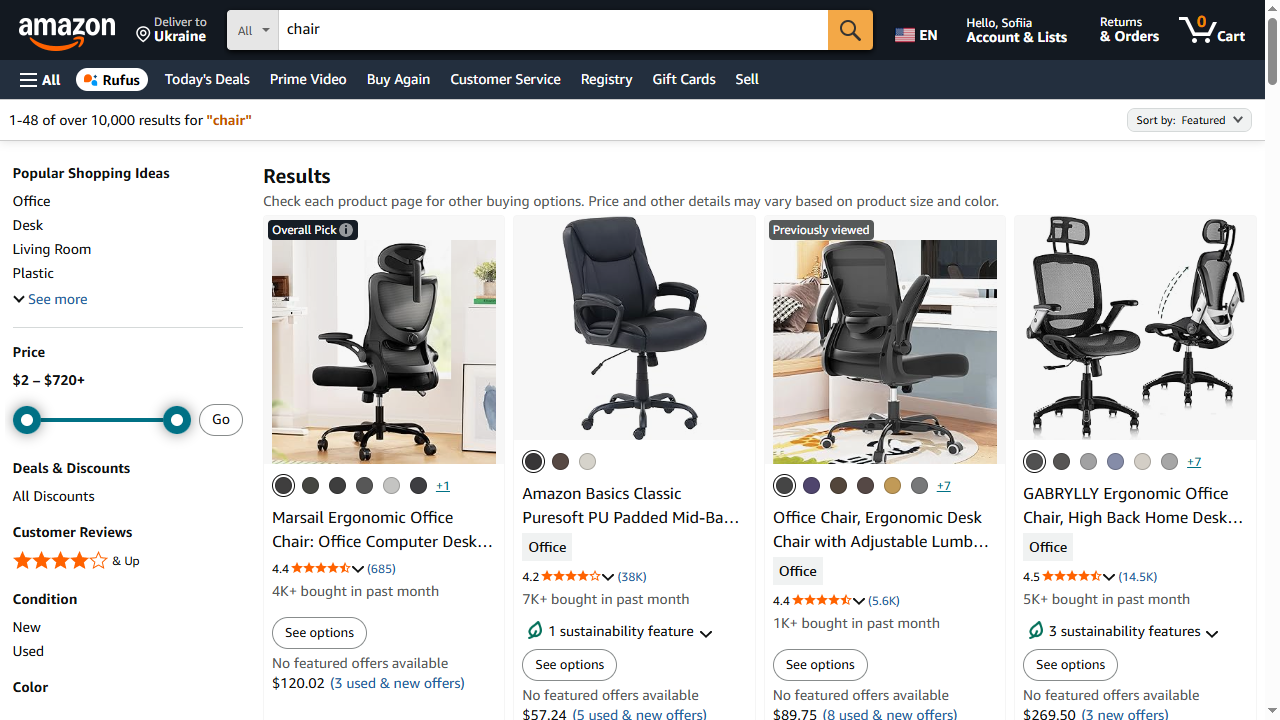 amazon
Deliver to
Ukraine
All
chair
EN
Hello, Sofiia
Account & Lists
Returns
& Orders
0
Cart
All
Rufus
Today's Deals
Prime Video
Buy Again
Customer Service
Registry
Gift Cards
Sell
1-48 of over 10,000 results for "chair"
Sort by: Featured
Popular Shopping Ideas
Office
Desk
Living Room
Plastic
See more
Price
$2 – $720+
Go
Deals & Discounts
All Discounts
Customer Reviews
& Up
Condition
New
Used
Color
Results
Check each product page for other buying options. Price and other details may vary based on product size and color.
Overall Pick
+1
Marsail Ergonomic Office
Chair: Office Computer Desk…
4.4
(685)
4K+ bought in past month
See options
No featured offers available
$120.02 (3 used & new offers)
Amazon Basics Classic
Puresoft PU Padded Mid-Ba…
Office
4.2
(38K)
7K+ bought in past month
1 sustainability feature
See options
No featured offers available
$57.24 (5 used & new offers)
Previously viewed
+7
Office Chair, Ergonomic Desk
Chair with Adjustable Lumb…
Office
4.4
(5.6K)
1K+ bought in past month
See options
No featured offers available
$89.75 (8 used & new offers)
+7
GABRYLLY Ergonomic Office
Chair, High Back Home Desk…
Office
4.5
(14.5K)
5K+ bought in past month
3 sustainability features
See options
No featured offers available
$269.50 (3 new offers)